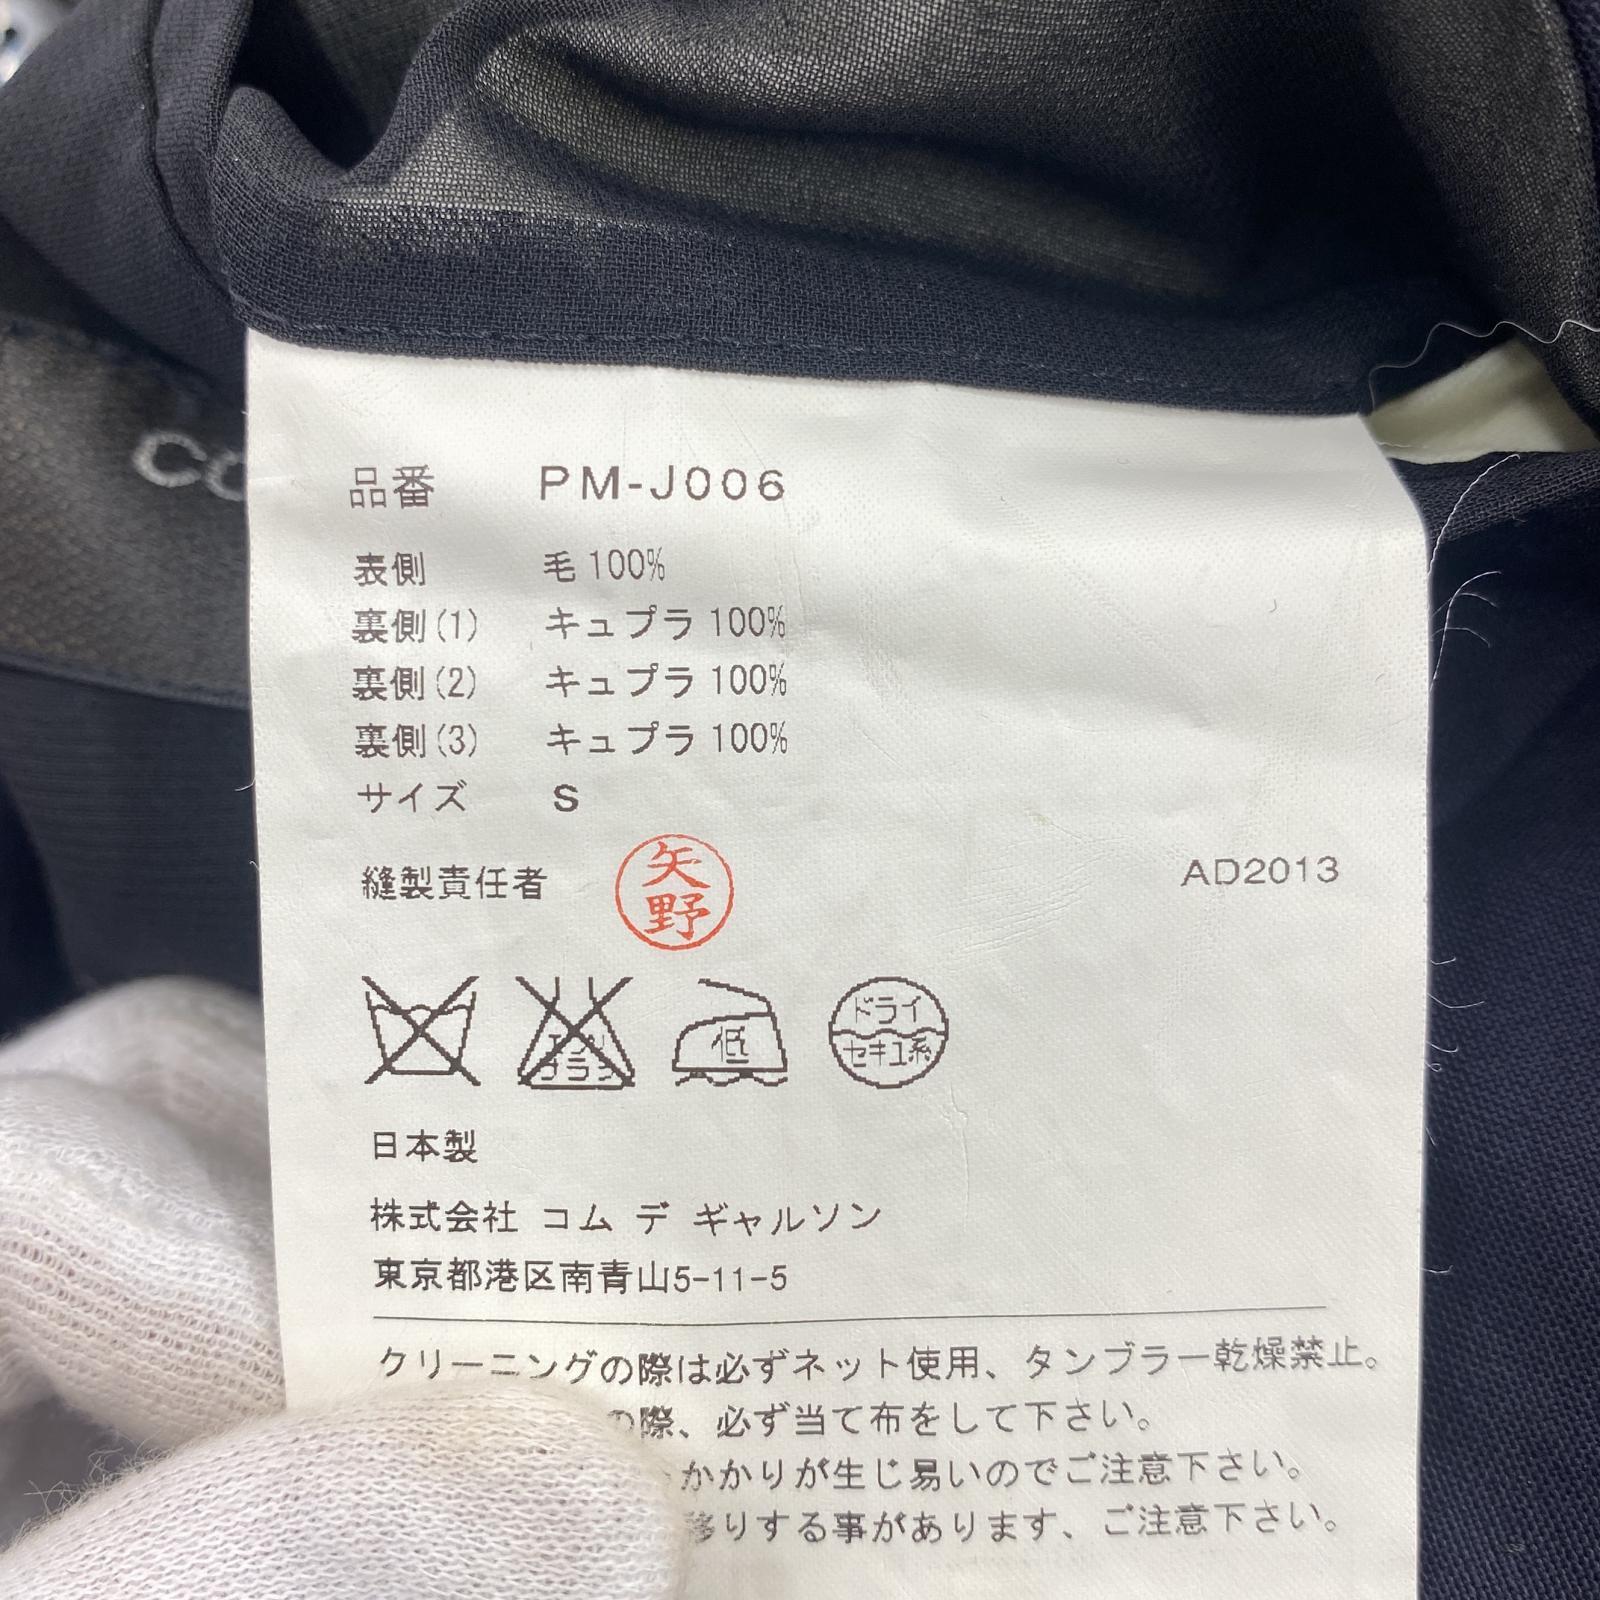 品番 PM-J006
表側 毛 100%
裏側(1) キュプラ 100%
裏側(2) キュプラ 100%
裏側(3) キュプラ 100%
サイズ S
縫製責任者 矢野 AD2013
低 ドライ セキユ系
日本製
株式会社 コム デ ギャルソン
東京都港区南青山5-11-5
クリーニングの際は必ずネット使用、タンブラー乾燥禁止。
の際、必ず当て布をして下さい。
かかりが生じ易いのでご注意下さい。
移りする事があります、ご注意下さい。